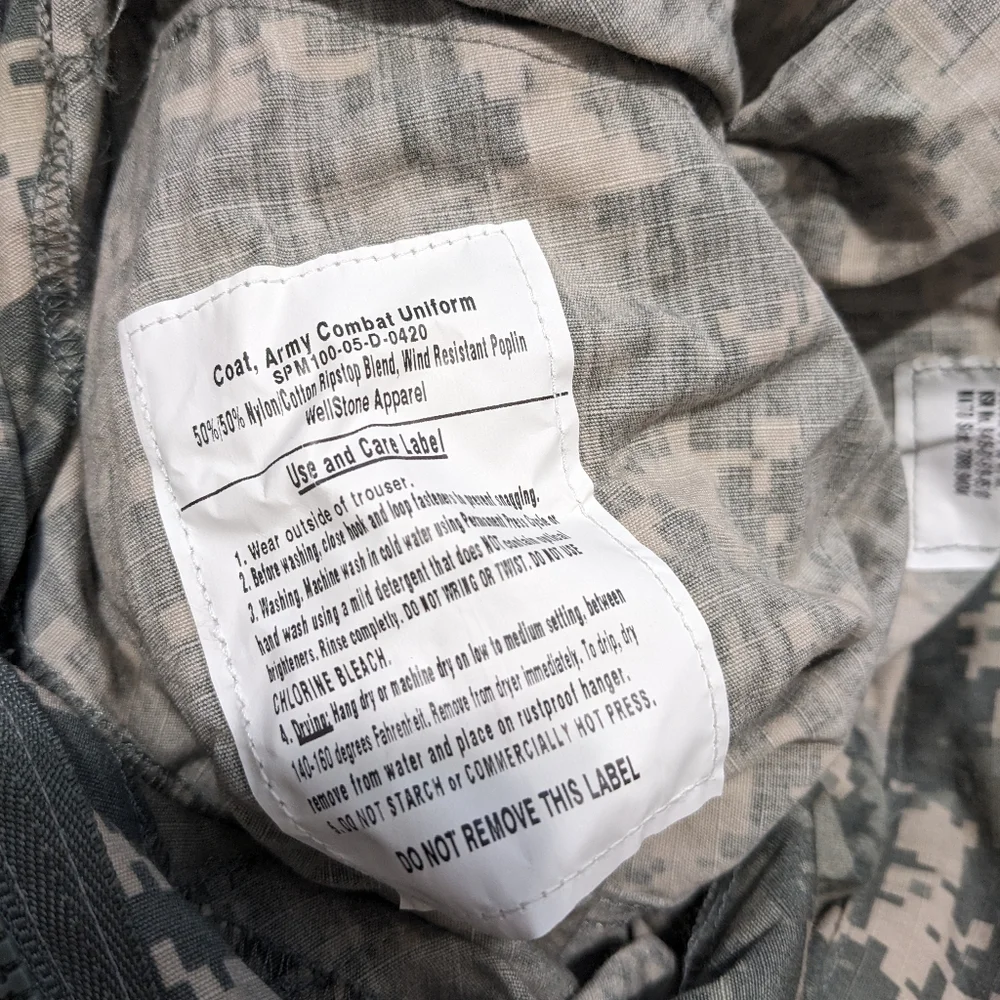 Coat, Army Combat Uniform
SPM100-05-D-0420
50%/50% Nylon/Cotton Ripstop Blend, Wind Resistant Poplin
WellStone Apparel
Use and Care Label
1. Wear outside of trouser.
2. Before washing, close hook and loop fasteners to prevent snagging.
3. Washing. Machine wash in cold water using Permanent Press Cycle or
hand wash using a mild detergent that does NOT contain optical
brighteners. Rinse completly. DO NOT WRING OR TWIST. DO NOT USE
CHLORINE BLEACH.
4. Drying: Hang dry or machine dry on low to medium setting, between
140-160 degrees Fahrenheit. Remove from dryer immediately. To drip, dry
remove from water and place on rustproof hanger.
5. DO NOT STARCH or COMMERCIALLY HOT PRESS.
DO NOT REMOVE THIS LABEL